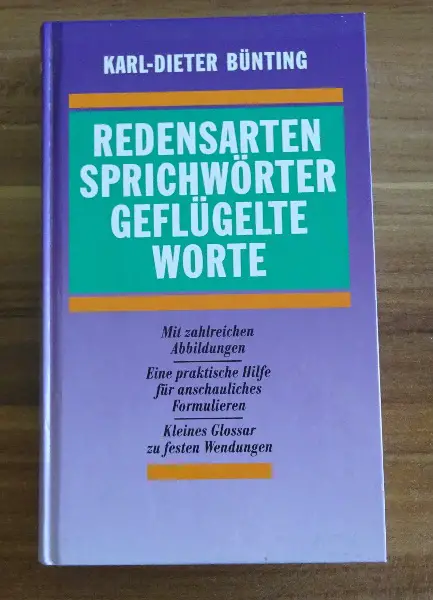 KARL-DIETER BÜNTING
REDENSARTEN
SPRICHWÖRTER
GEFLÜGELTE
WORTE
Mit zahlreichen
Abbildungen
Eine praktische Hilfe
für anschauliches
Formulieren
Kleines Glossar
zu festen Wendungen